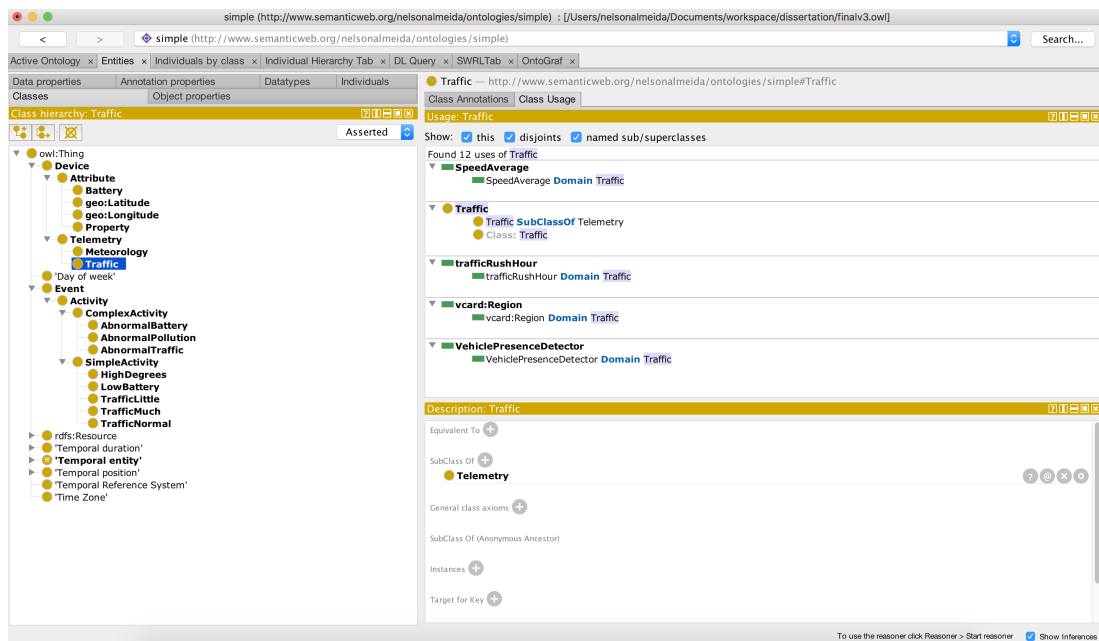 simple (http://www.semanticweb.org/nelsonalmeida/ontologies/simple) : [/Users/nelsonalmeida/Documents/workspace/dissertation/finalv3.owl]
< > simple (http://www.semanticweb.org/nelsonalmeida/ontologies/simple) Search...
Active Ontology × Entities × Individuals by class × Individual Hierarchy Tab × DL Query × SWRLTab × OntoGraf ×
Data properties Annotation properties Datatypes Individuals
Classes Object properties
Class hierarchy: Traffic
Asserted
owl:Thing
Device
Attribute
Battery
geo:Latitude
geo:Longitude
Property
Telemetry
Meteorology
Traffic
'Day of week'
Event
Activity
ComplexActivity
AbnormalBattery
AbnormalPollution
AbnormalTraffic
SimpleActivity
HighDegrees
LowBattery
TrafficLittle
TrafficMuch
TrafficNormal
rdfs:Resource
'Temporal duration'
'Temporal entity'
'Temporal position'
'Temporal Reference System'
'Time Zone'
Traffic — http://www.semanticweb.org/nelsonalmeida/ontologies/simple#Traffic
Class Annotations Class Usage
Usage: Traffic
Show: this disjoints named sub/superclasses
Found 12 uses of Traffic
SpeedAverage
SpeedAverage Domain Traffic
Traffic
Traffic SubClassOf Telemetry
Class: Traffic
trafficRushHour
trafficRushHour Domain Traffic
vcard:Region
vcard:Region Domain Traffic
VehiclePresenceDetector
VehiclePresenceDetector Domain Traffic
Description: Traffic
Equivalent To
SubClass Of
Telemetry
General class axioms
SubClass Of (Anonymous Ancestor)
Instances
Target for Key
To use the reasoner click Reasoner > Start reasoner Show Inferences